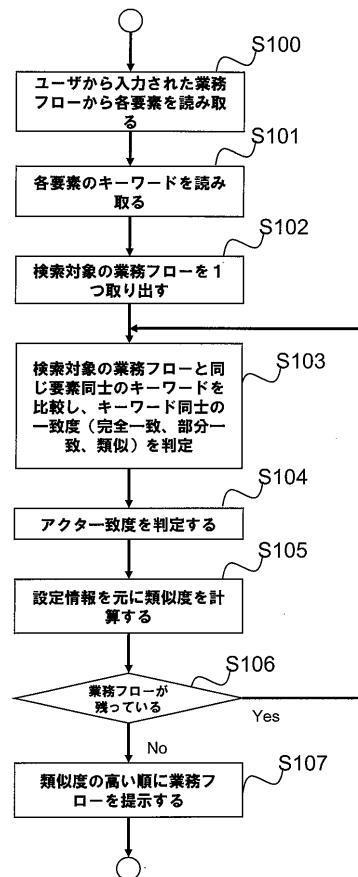 S100
ユーザから入力された業務
フローから各要素を読み取
る
S101
各要素のキーワードを読み
取る
S102
検索対象の業務フローを１
つ取り出す
S103
検索対象の業務フローと同
じ要素同士のキーワードを
比較し、キーワード同士の
一致度（完全一致、部分一
致、類似）を判定
S104
アクター致度を判定する
S105
設定情報を元に類似度を計
算する
S106
業務フローが
残っている
Yes
No
S107
類似度の高い順に業務フ
ローを提示する